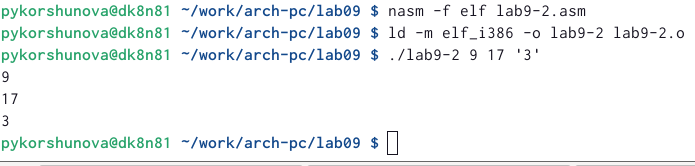 pykorshunova@dk8n81 ~/work/arch-pc/lab09 $ nasm -f elf lab9-2.asm
pykorshunova@dk8n81 ~/work/arch-pc/lab09 $ ld -m elf_i386 -o lab9-2 lab9-2.o
pykorshunova@dk8n81 ~/work/arch-pc/lab09 $ ./lab9-2 9 17 '3'
9
17
3
pykorshunova@dk8n81 ~/work/arch-pc/lab09 $